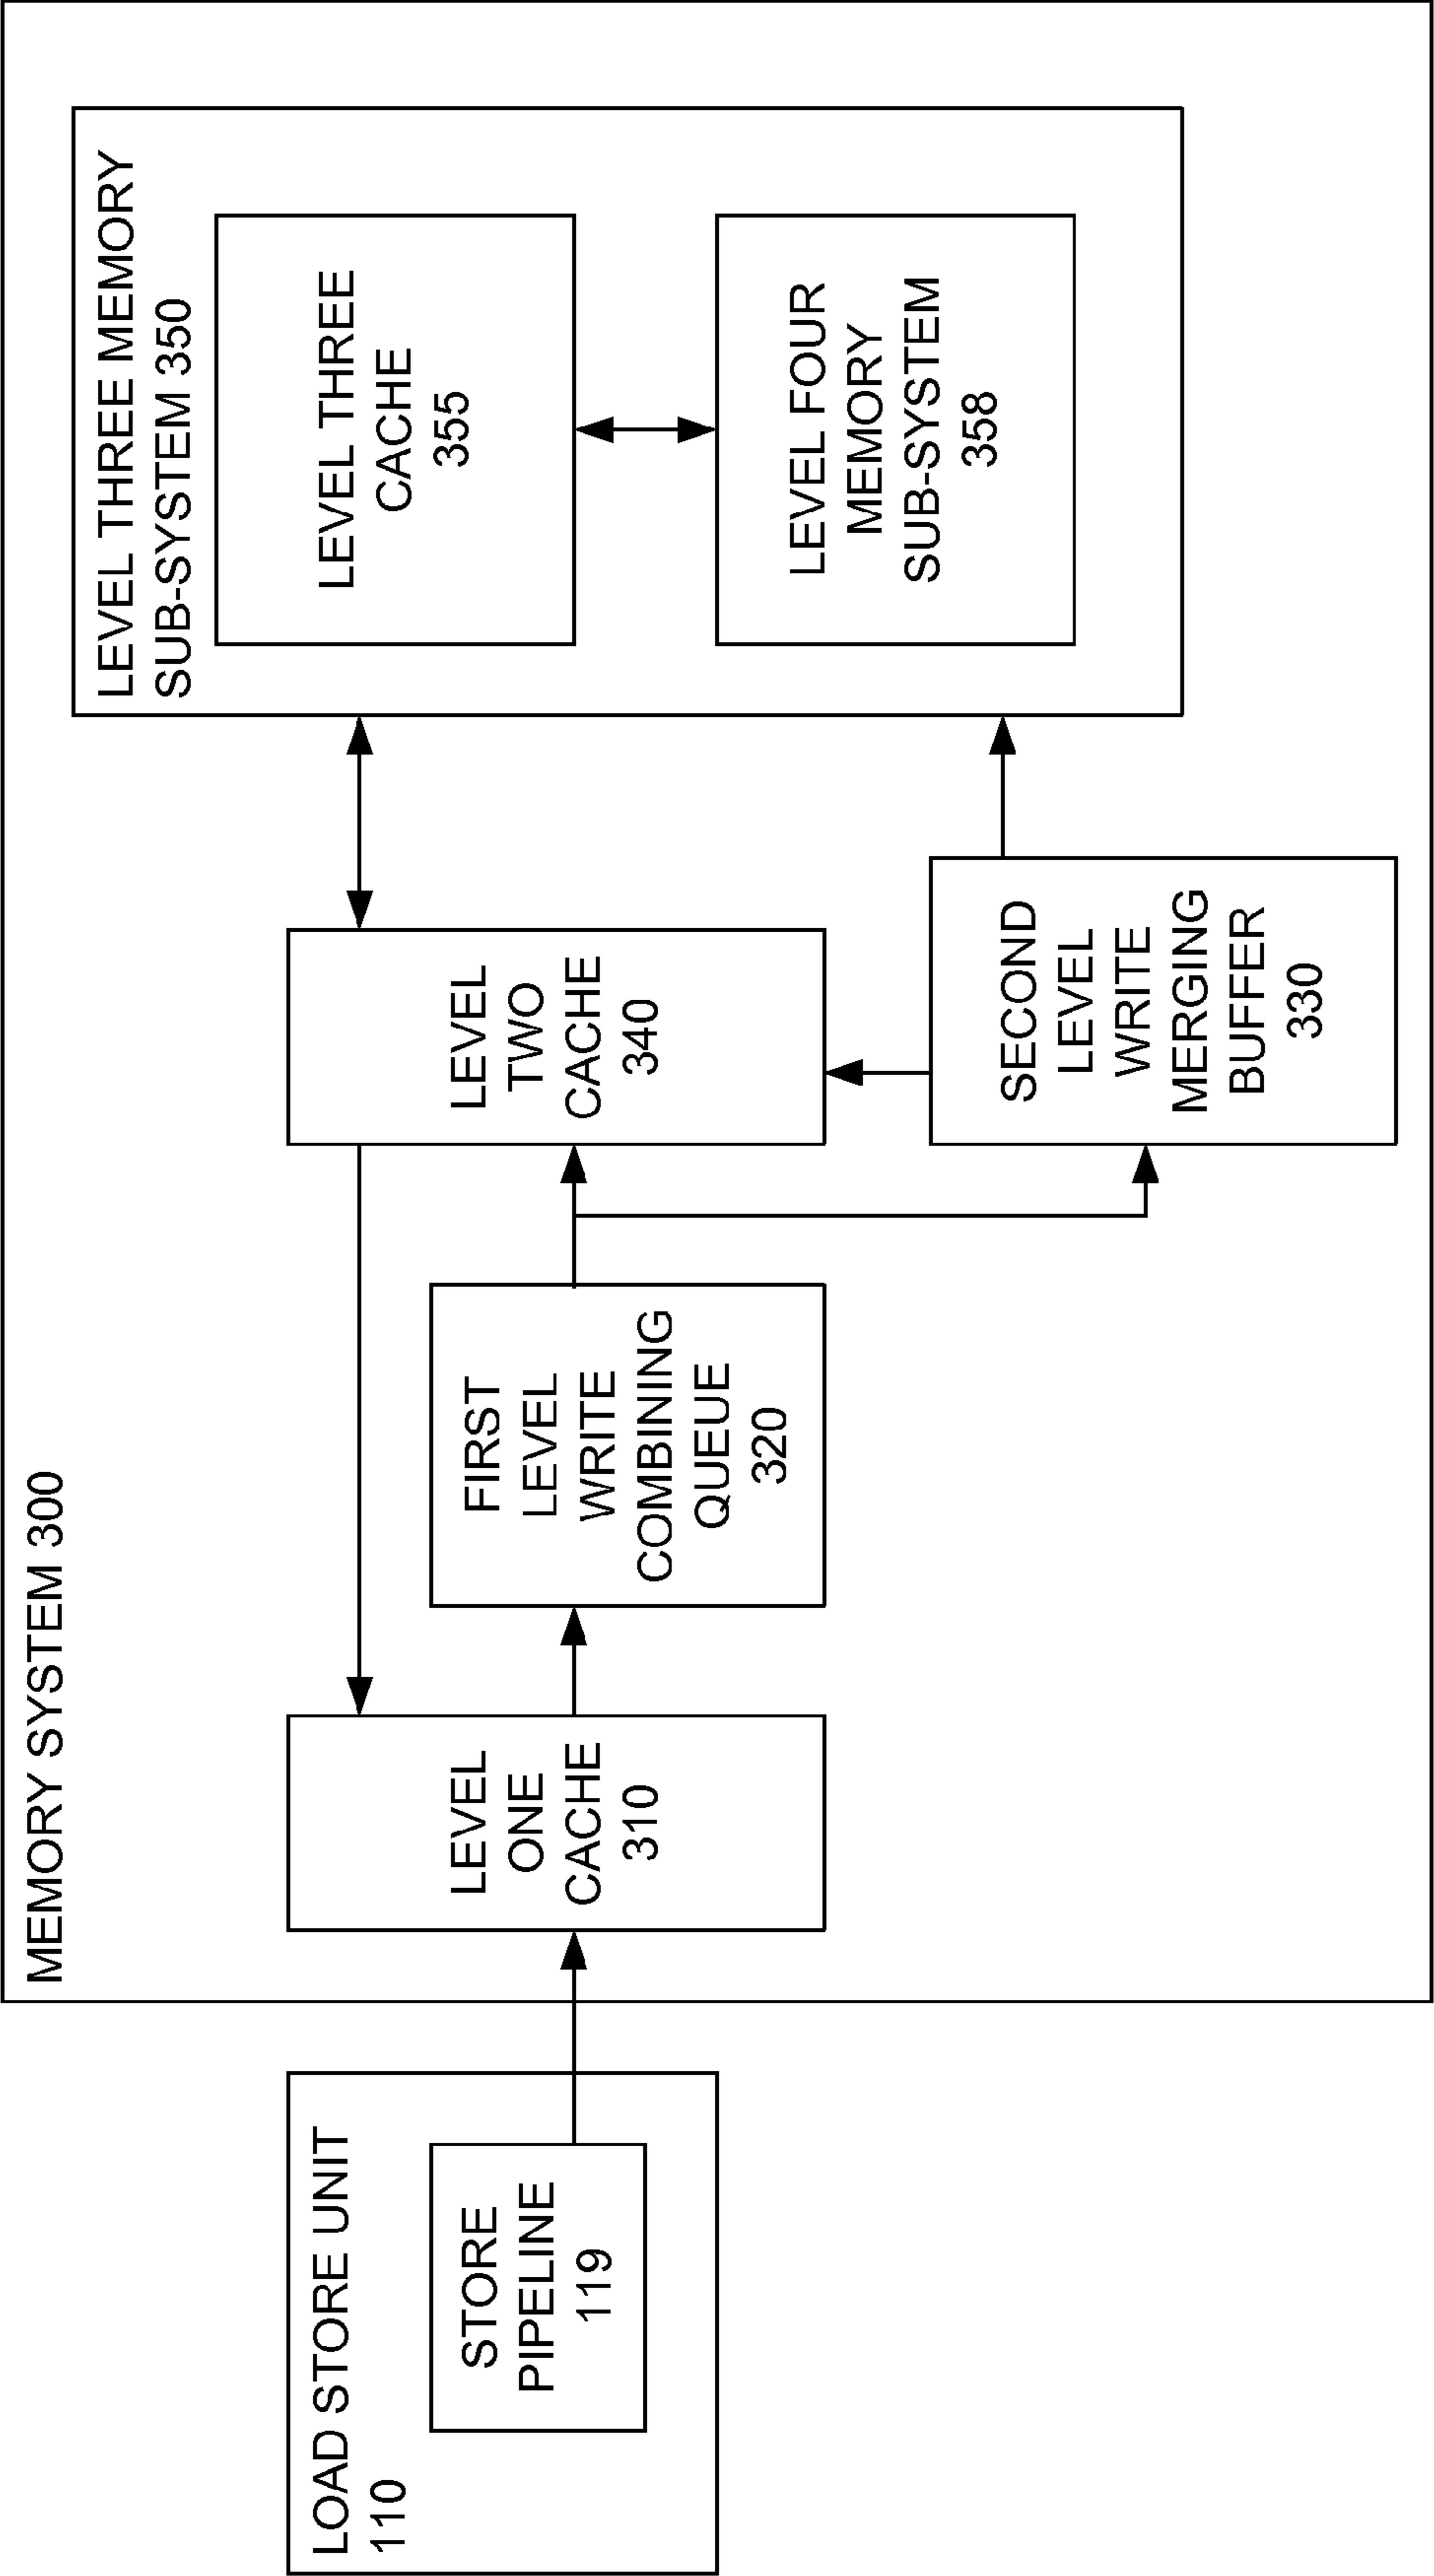 MEMORY SYSTEM 300
LOAD STORE UNIT
110
STORE
PIPELINE
119
LEVEL
ONE
CACHE
310
FIRST
LEVEL
WRITE
COMBINING
QUEUE
320
LEVEL
TWO
CACHE
340
SECOND
LEVEL
WRITE
MERGING
BUFFER
330
LEVEL THREE MEMORY
SUB-SYSTEM 350
LEVEL THREE
CACHE
355
LEVEL FOUR
MEMORY
SUB-SYSTEM
358